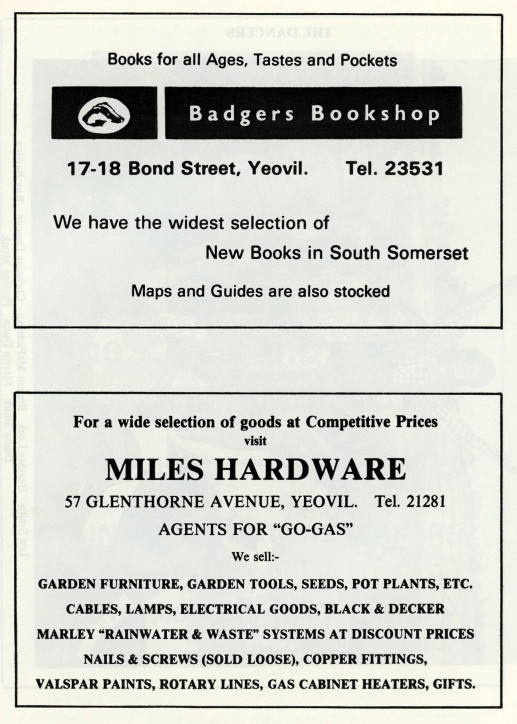 Books for all Ages, Tastes and Pockets
Badgers Bookshop
17-18 Bond Street, Yeovil. Tel. 23531
We have the widest selection of
New Books in South Somerset
Maps and Guides are also stocked
For a wide selection of goods at Competitive Prices
visit
MILES HARDWARE
57 GLENTHORNE AVENUE, YEOVIL. Tel. 21281
AGENTS FOR "GO-GAS"
We sell:-
GARDEN FURNITURE, GARDEN TOOLS, SEEDS, POT PLANTS, ETC.
CABLES, LAMPS, ELECTRICAL GOODS, BLACK & DECKER
MARLEY "RAINWATER & WASTE" SYSTEMS AT DISCOUNT PRICES
NAILS & SCREWS (SOLD LOOSE), COPPER FITTINGS,
VALSPAR PAINTS, ROTARY LINES, GAS CABINET HEATERS, GIFTS.